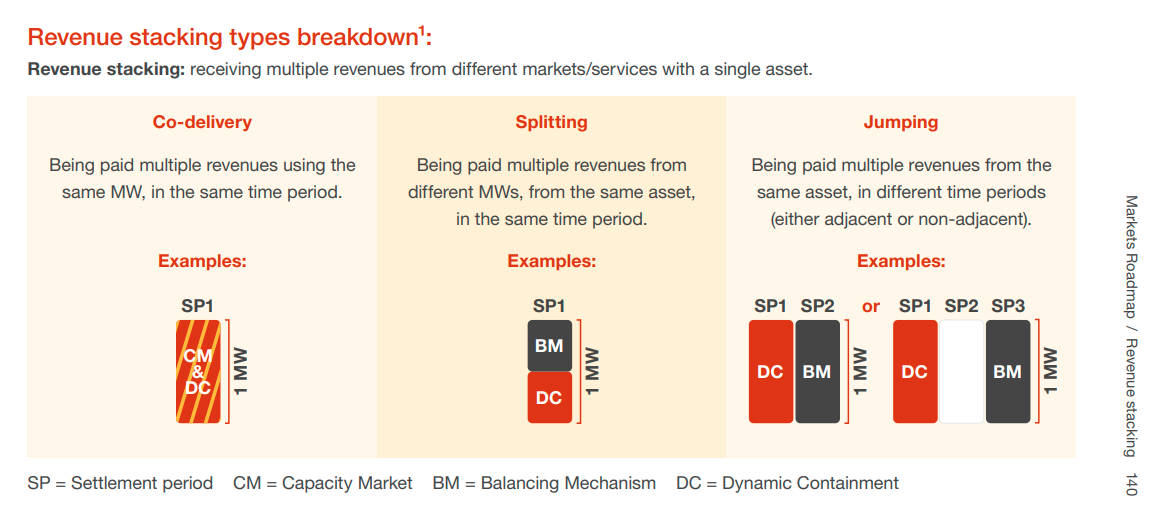 Revenue stacking types breakdown¹:
Revenue stacking: receiving multiple revenues from different markets/services with a single asset.
Co-delivery
Being paid multiple revenues using the
same MW, in the same time period.
Examples:
SP1
CM
&
DC
1 MW
Splitting
Being paid multiple revenues from
different MWs, from the same asset,
in the same time period.
Examples:
SP1
BM
DC
1 MW
Jumping
Being paid multiple revenues from the
same asset, in different time periods
(either adjacent or non-adjacent).
Examples:
SP1 SP2 or SP1 SP2 SP3
DC BM 1 MW DC BM 1 MW
SP = Settlement period CM = Capacity Market BM = Balancing Mechanism DC = Dynamic Containment
Markets Roadmap / Revenue stacking 140